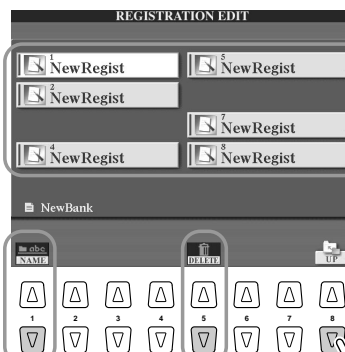 REGISTRATION EDIT
1 NewRegist
2 NewRegist
4 NewRegist
5 NewRegist
7 NewRegist
8 NewRegist
NewBank
abc
NAME
DELETE
UP
1 2 3 4 5 6 7 8